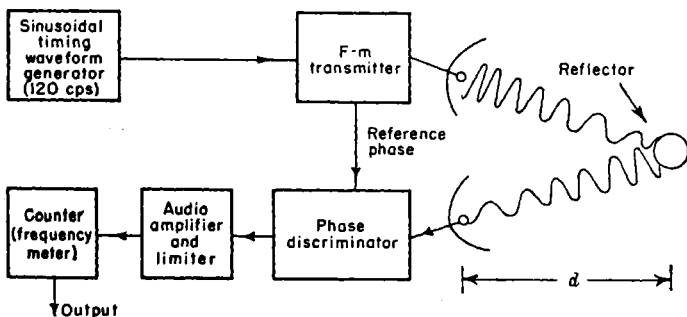 Sinusoidal
timing
waveform
generator
(120 cps)
F-m
transmitter
Reflector
Reference
phase
Counter
(frequency
meter)
Audio
amplifier
and
limiter
Phase
discriminator
d
Output